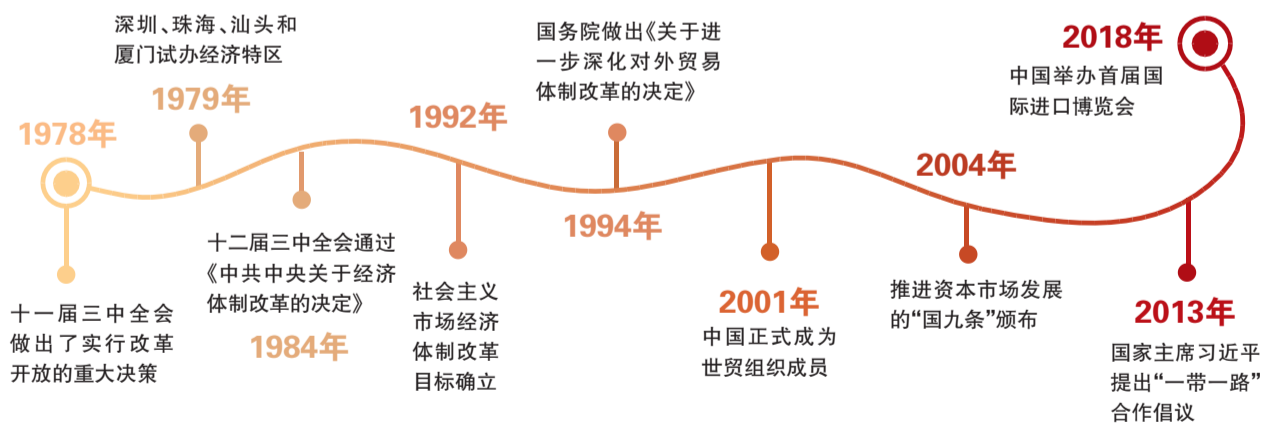 1978年
十一届三中全会
做出了实行改革
开放的重大决策
深圳、珠海、汕头和
厦门试办经济特区
1979年
十二届三中全会通过
《中共中央关于经济
体制改革的决定》
1984年
1992年
社会主义
市场经济
体制改革
目标确立
国务院做出《关于进
一步深化对外贸易
体制改革的决定》
1994年
2001年
中国正式成为
世贸组织成员
2004年
推进资本市场发展
的“国九条”颁布
2013年
国家主席习近平
提出“一带一路”
合作倡议
2018年
中国举办首届国
际进口博览会